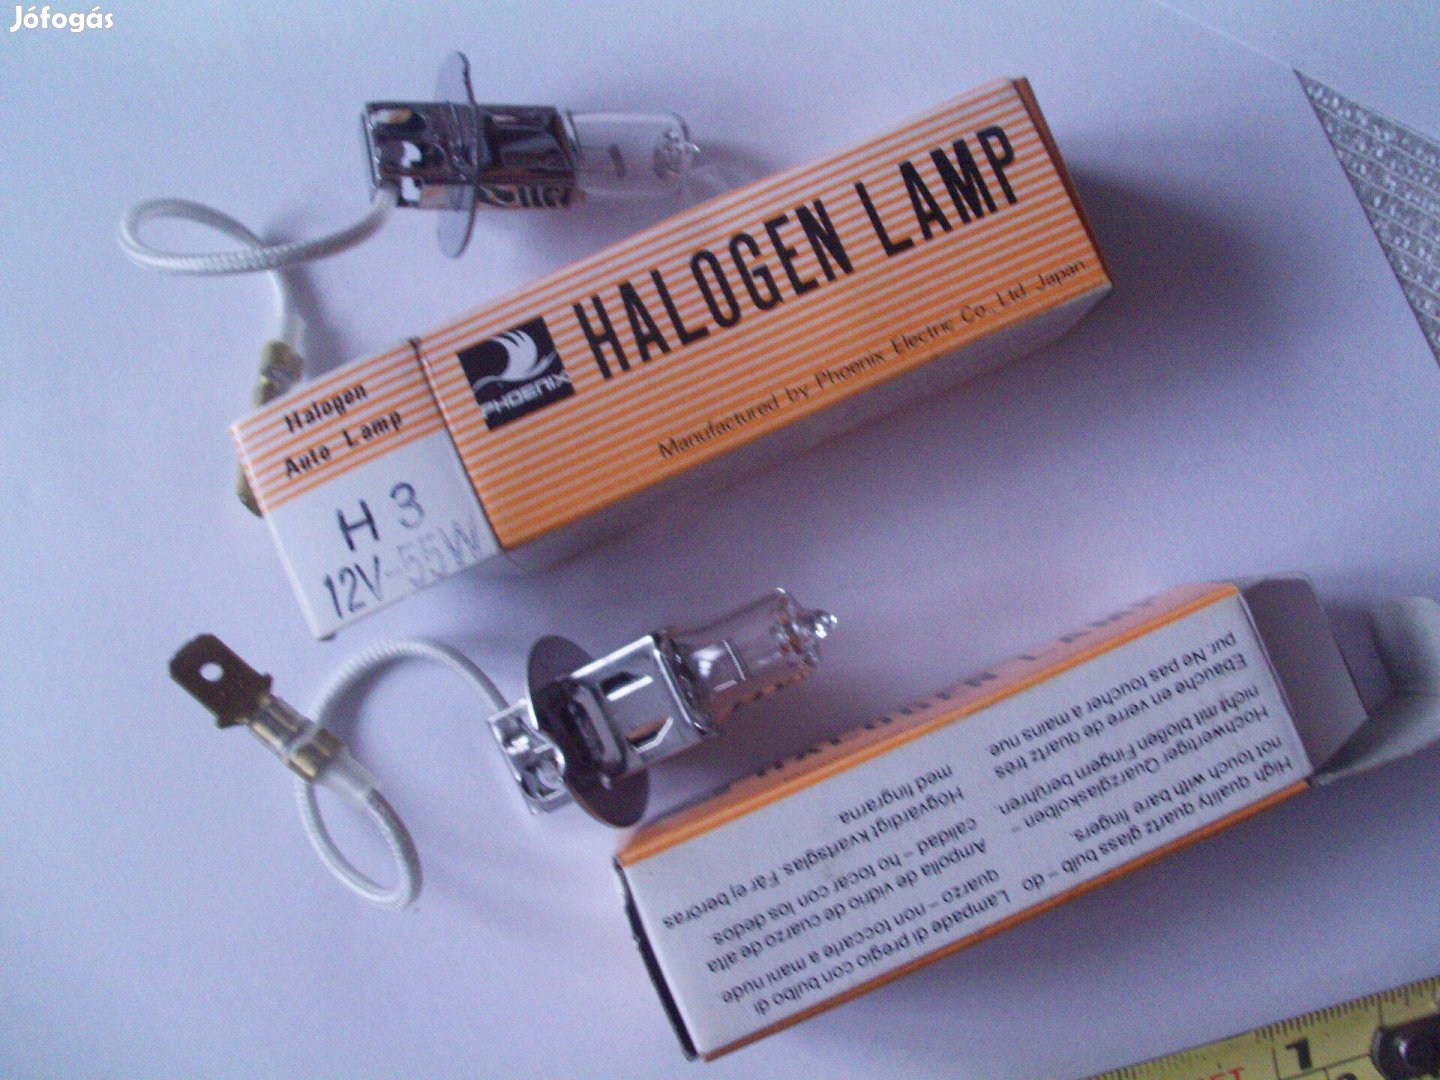 Jófogás
HALOGEN LAMP
PHOENIX
Manufactured by Phoenix Electric Co., Ltd Japan
Halogen
Auto Lamp
H 3
12V-55W
High quality quartz glass bulb – do
not touch with bare fingers.
Hochwertiger Quarzglaskolben –
nicht mit bloßen Fingern berühren
Ebauche en verre de quartz très
pur. Ne pas toucher à mains nue.
Lampade di pregio con bulbo di
quarzo – non toccarle a mani nude.
Ampolla de vidrio de cuarzo de alta
calidad – no tocar con los dedos.
Högvärdigt kvartsglas. Får ej beröras
med fingrarna.
1